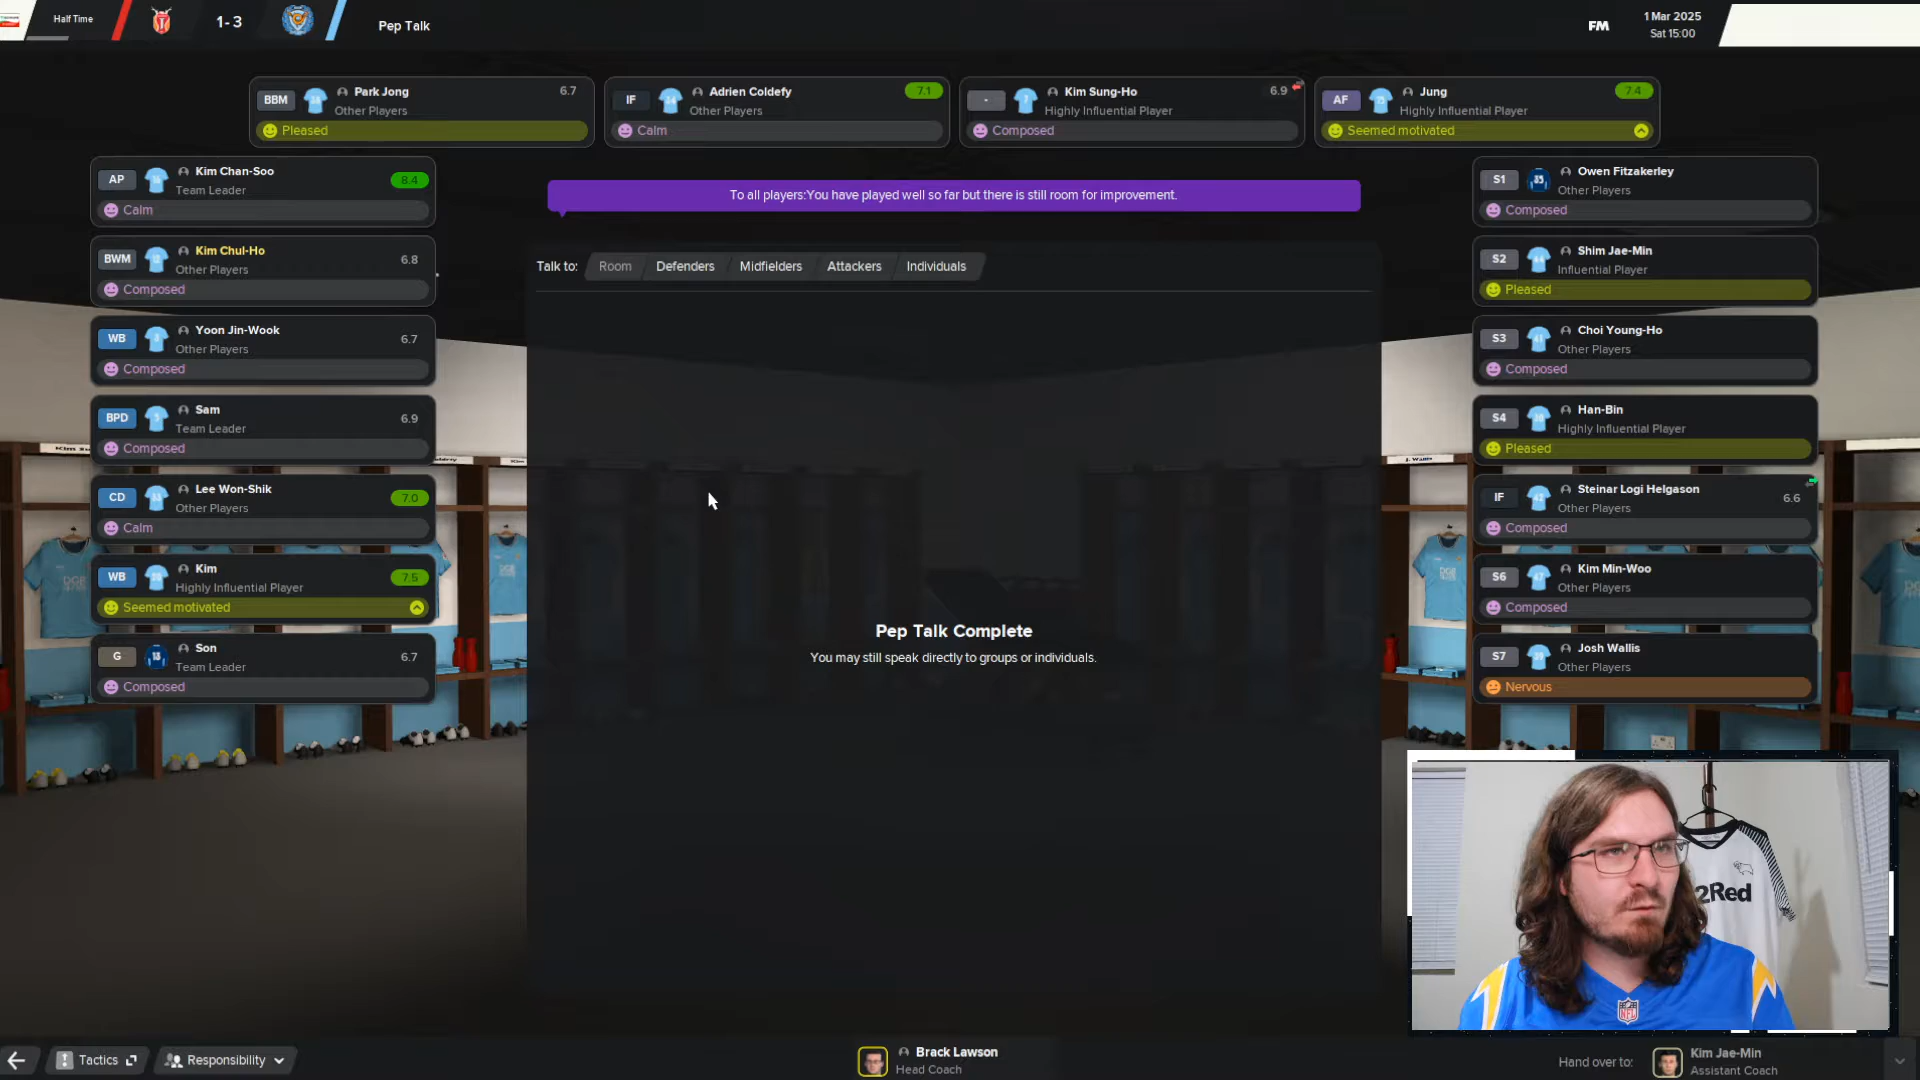 Half Time
1-3
Pep Talk
FM
1 Mar 2025
Sat 15:00
BBM
Park Jong
6.7
Other Players
Pleased
IF
Adrien Coldefy
7.1
Other Players
Calm
-
Kim Sung-Ho
6.9
Highly Influential Player
Composed
AF
Jung
7.4
Highly Influential Player
Seemed motivated
To all players:You have played well so far but there is still room for improvement.
Talk to:
Room
Defenders
Midfielders
Attackers
Individuals
AP
Kim Chan-Soo
8.4
Team Leader
Calm
BWM
Kim Chul-Ho
6.8
Other Players
Composed
WB
Yoon Jin-Wook
6.7
Other Players
Composed
BPD
Sam
6.9
Team Leader
Composed
CD
Lee Won-Shik
7.0
Other Players
Calm
WB
Kim
7.5
Highly Influential Player
Seemed motivated
G
Son
6.7
Team Leader
Composed
Pep Talk Complete
You may still speak directly to groups or individuals.
S1
Owen Fitzakerley
Other Players
Composed
S2
Shim Jae-Min
Influential Player
Pleased
S3
Choi Young-Ho
Other Players
Composed
S4
Han-Bin
Highly Influential Player
Pleased
J. Wallis
IF
Steinar Logi Helgason
6.6
Other Players
Composed
S6
Kim Min-Woo
Other Players
Composed
S7
Josh Wallis
Other Players
Nervous
2Red
NFL
Tactics
Responsibility
Brack Lawson
Head Coach
Hand over to:
Kim Jae-Min
Assistant Coach